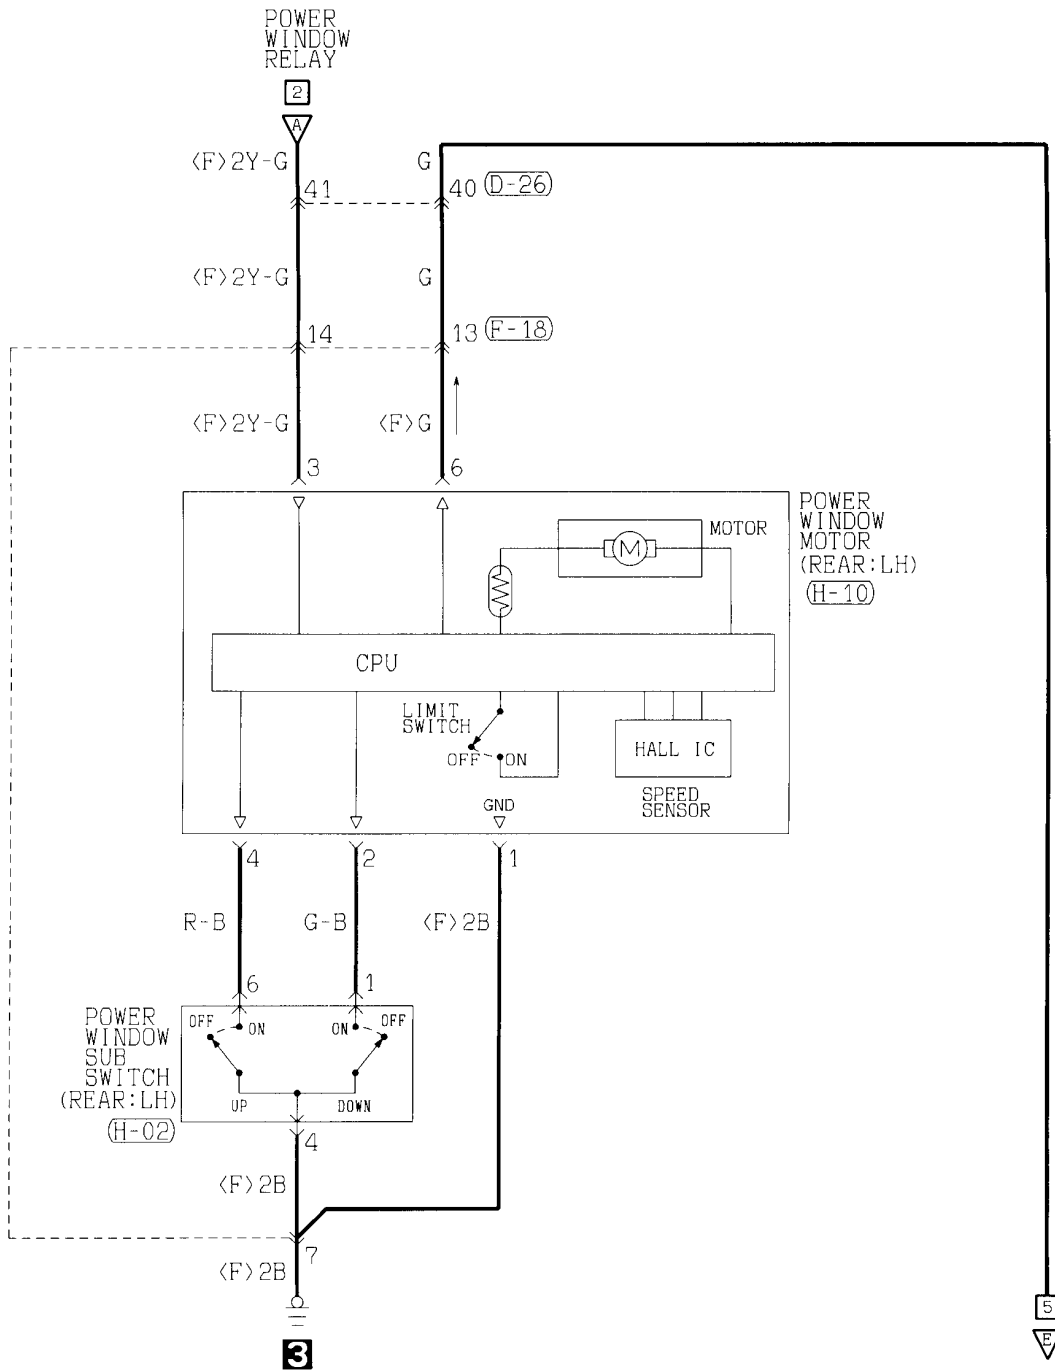 POWER
WINDOW
RELAY
2
A
<F>2Y-G
G
41
40
D-26
<F>2Y-G
G
14
13
F-18
<F>2Y-G
<F>G
3
6
POWER
WINDOW
MOTOR
(REAR:LH)
H-10
MOTOR
M
CPU
LIMIT
SWITCH
OFF
ON
HALL IC
SPEED
SENSOR
GND
4
2
1
R-B
G-B
<F>2B
6
1
POWER
WINDOW
SUB
SWITCH
(REAR:LH)
H-02
OFF
ON
ON
OFF
UP
DOWN
4
<F>2B
7
<F>2B
3
5
E